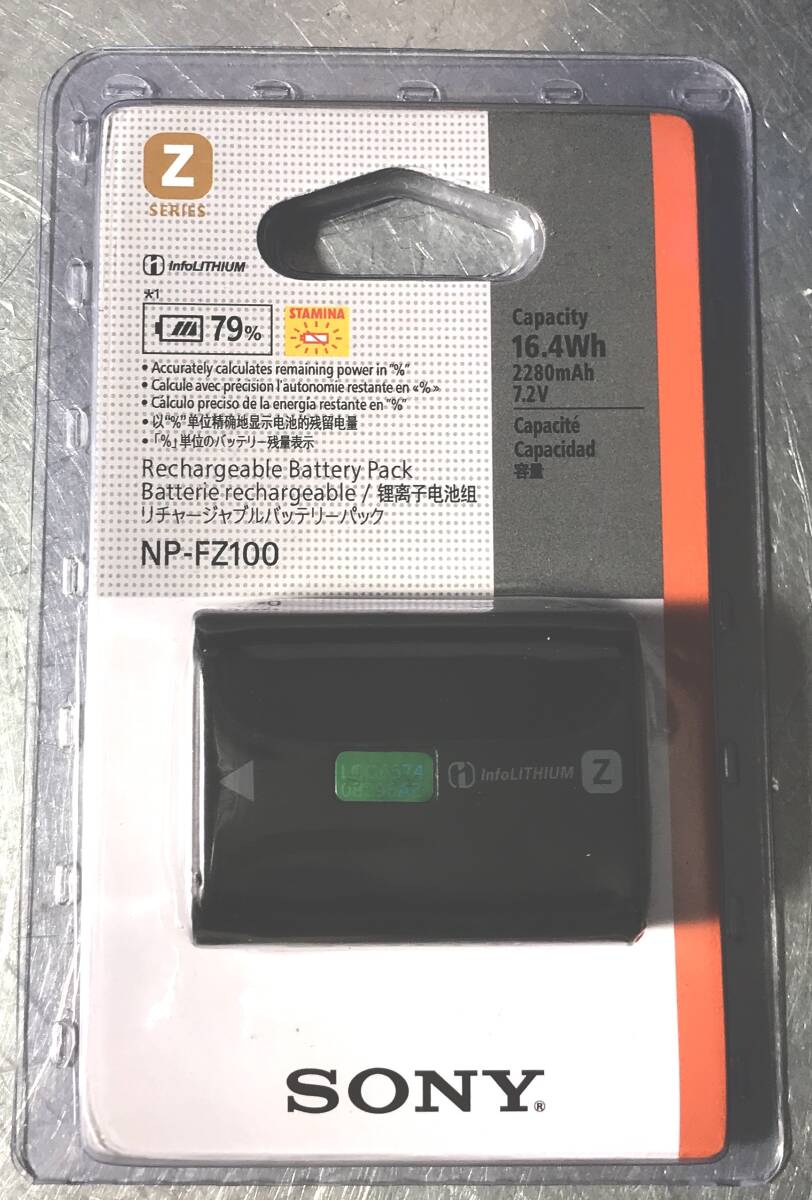 Z
SERIES
InfoLITHIUM
*1
79%
STAMINA
• Accurately calculates remaining power in "%"
• Calcule avec précision l'autonomie restante en «%»
• Cálculo preciso de la energía restante en "%"
• 以"%"单位精确地显示电池的残留电量
• 「%」単位のバッテリー残量表示
Rechargeable Battery Pack
Batterie rechargeable / 锂离子电池组
リチャージャブルバッテリーパック
NP-FZ100
Capacity
16.4Wh
2280mAh
7.2V
Capacité
Capacidad
容量
InfoLITHIUM Z
SONY®